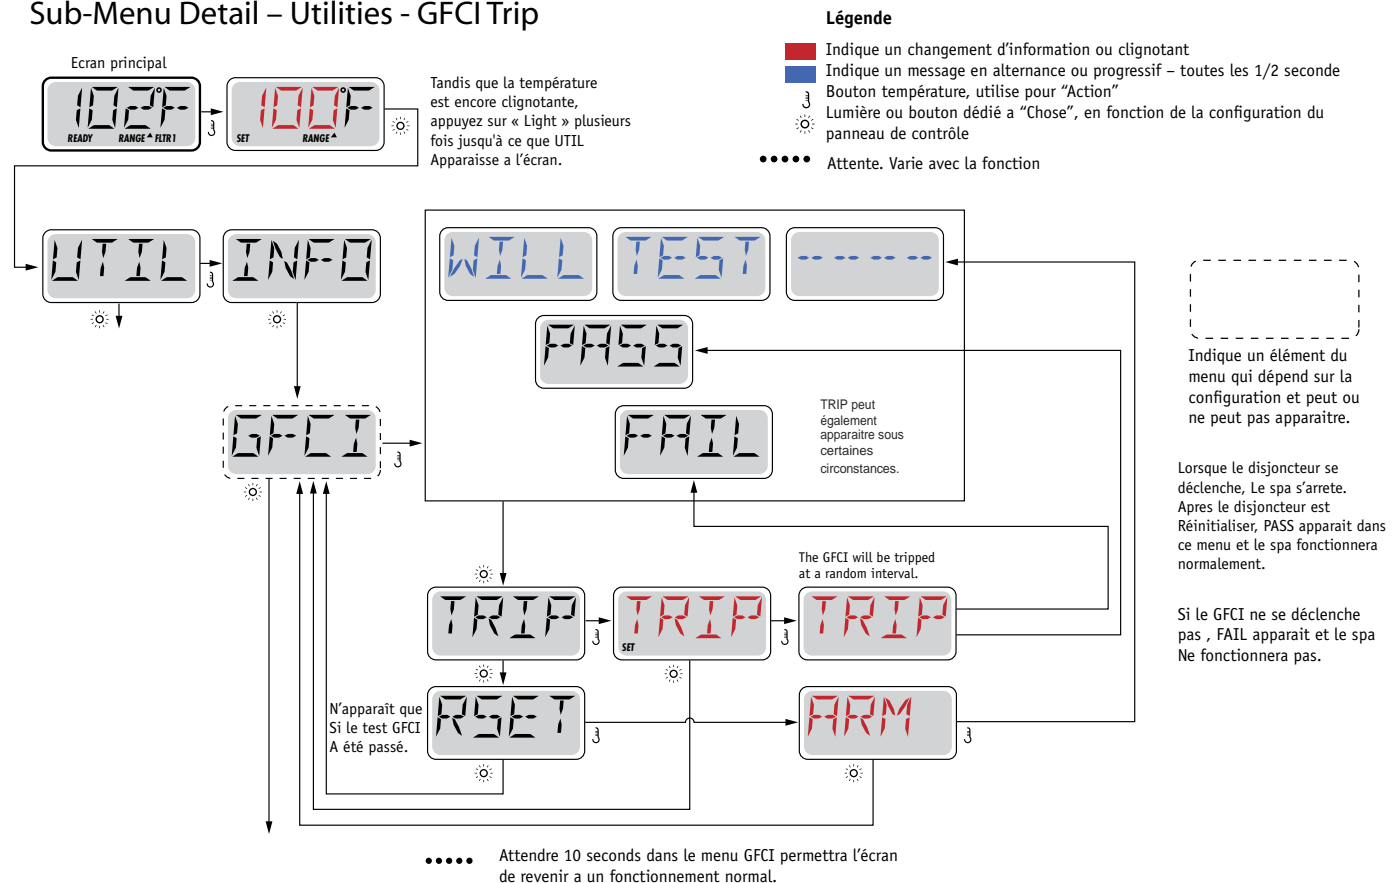 Sub-Menu Detail – Utilities - GFCI Trip
Légende
Indique un changement d'information ou clignotant
Indique un message en alternance ou progressif – toutes les 1/2 seconde
Bouton température, utilise pour “Action”
Lumière ou bouton dédié a “Chose”, en fonction de la configuration du
panneau de contrôle
Attente. Varie avec la fonction
Ecran principal
102°F
READY RANGE FLTR1
100°F
SET RANGE
Tandis que la température
est encore clignotante,
appuyez sur « Light » plusieurs
fois jusqu'à ce que UTIL
Apparaisse a l'écran.
UTIL
INFO
WILL
TEST
-- -- -- --
PASS
FAIL
TRIP peut
également
apparaitre sous
certaines
circonstances.
GFCI
Indique un élément du
menu qui dépend sur la
configuration et peut ou
ne peut pas apparaitre.
Lorsque le disjoncteur se
déclenche, Le spa s'arrete.
Apres le disjoncteur est
Réinitialiser, PASS apparait dans
ce menu et le spa fonctionnera
normalement.
Si le GFCI ne se déclenche
pas , FAIL apparait et le spa
Ne fonctionnera pas.
The GFCI will be tripped
at a random interval.
TRIP
TRIP
SET
TRIP
N'apparaît que
Si le test GFCI
A été passé.
RSET
ARM
Attendre 10 seconds dans le menu GFCI permettra l'écran
de revenir a un fonctionnement normal.